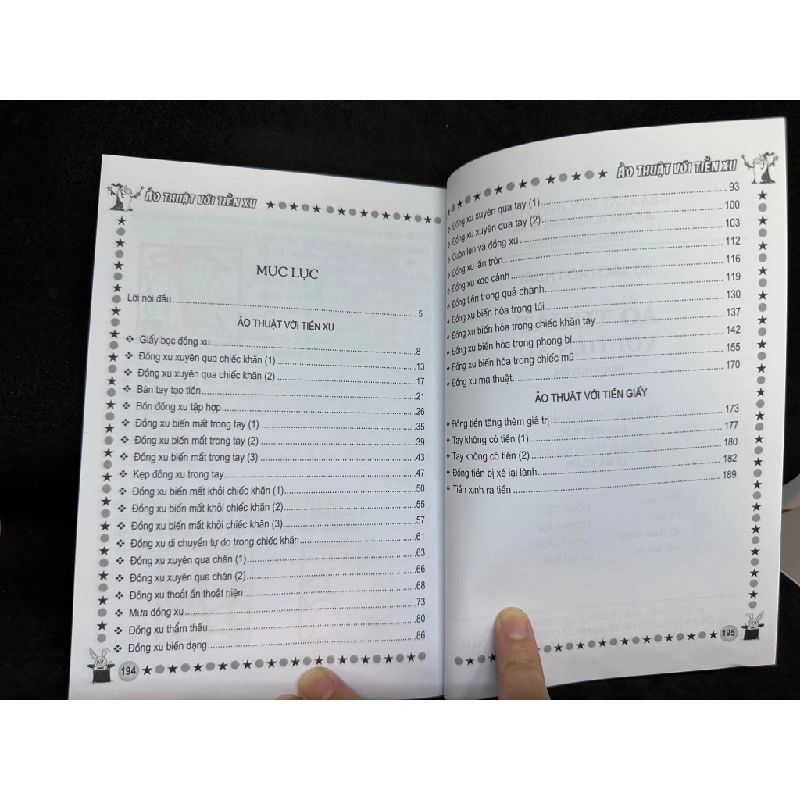 ẢO THUẬT VỚI TIỀN XU
MỤC LỤC
Lời nói đầu 5
ẢO THUẬT VỚI TIỀN XU
❖ Giấy bọc đồng xu 8
❖ Đồng xu xuyên qua chiếc khăn (1) 13
❖ Đồng xu xuyên qua chiếc khăn (2) 17
❖ Bàn tay tạo tiền 21
❖ Bốn đồng xu tập hợp 26
❖ Đồng xu biến mất trong tay (1) 35
❖ Đồng xu biến mất trong tay (2) 39
❖ Đồng xu biến mất trong tay (3) 43
❖ Kẹp đồng xu trong tay 47
❖ Đồng xu biến mất khỏi chiếc khăn (1) 50
❖ Đồng xu biến mất khỏi chiếc khăn (2) 55
❖ Đồng xu biến mất khỏi chiếc khăn (3) 57
❖ Đồng xu di chuyển tự do trong chiếc khăn 61
❖ Đồng xu xuyên qua chân (1) 63
❖ Đồng xu xuyên qua chân (2) 66
❖ Đồng xu thoắt ẩn thoắt hiện 68
❖ Mưa đồng xu 73
❖ Đồng xu thẩm thấu 80
❖ Đồng xu biến dạng 86
194
ẢO THUẬT VỚI TIỀN XU
Đồng xu xuyên qua tay (1) 93
Đồng xu xuyên qua tay (2) 100
Cuộn len và đồng xu 103
Đồng xu ẩn trốn 112
Đồng xu xóc cảnh 116
Đồng tiền trong quả chanh 119
Đồng xu biến hóa trong túi 130
Đồng xu biến hóa trong chiếc khăn tay 137
Đồng xu biến hóa trong phong bì 142
Đồng xu biến hóa trong chiếc mũ 155
Đồng xu ma thuật 170
ẢO THUẬT VỚI TIỀN GIẤY
Đồng tiền tăng thêm giá trị 173
Tay không có tiền (1) 177
Tay không có tiền (2) 180
Đồng tiền bị xé lại lành 182
Tiền sinh ra tiền 189
195